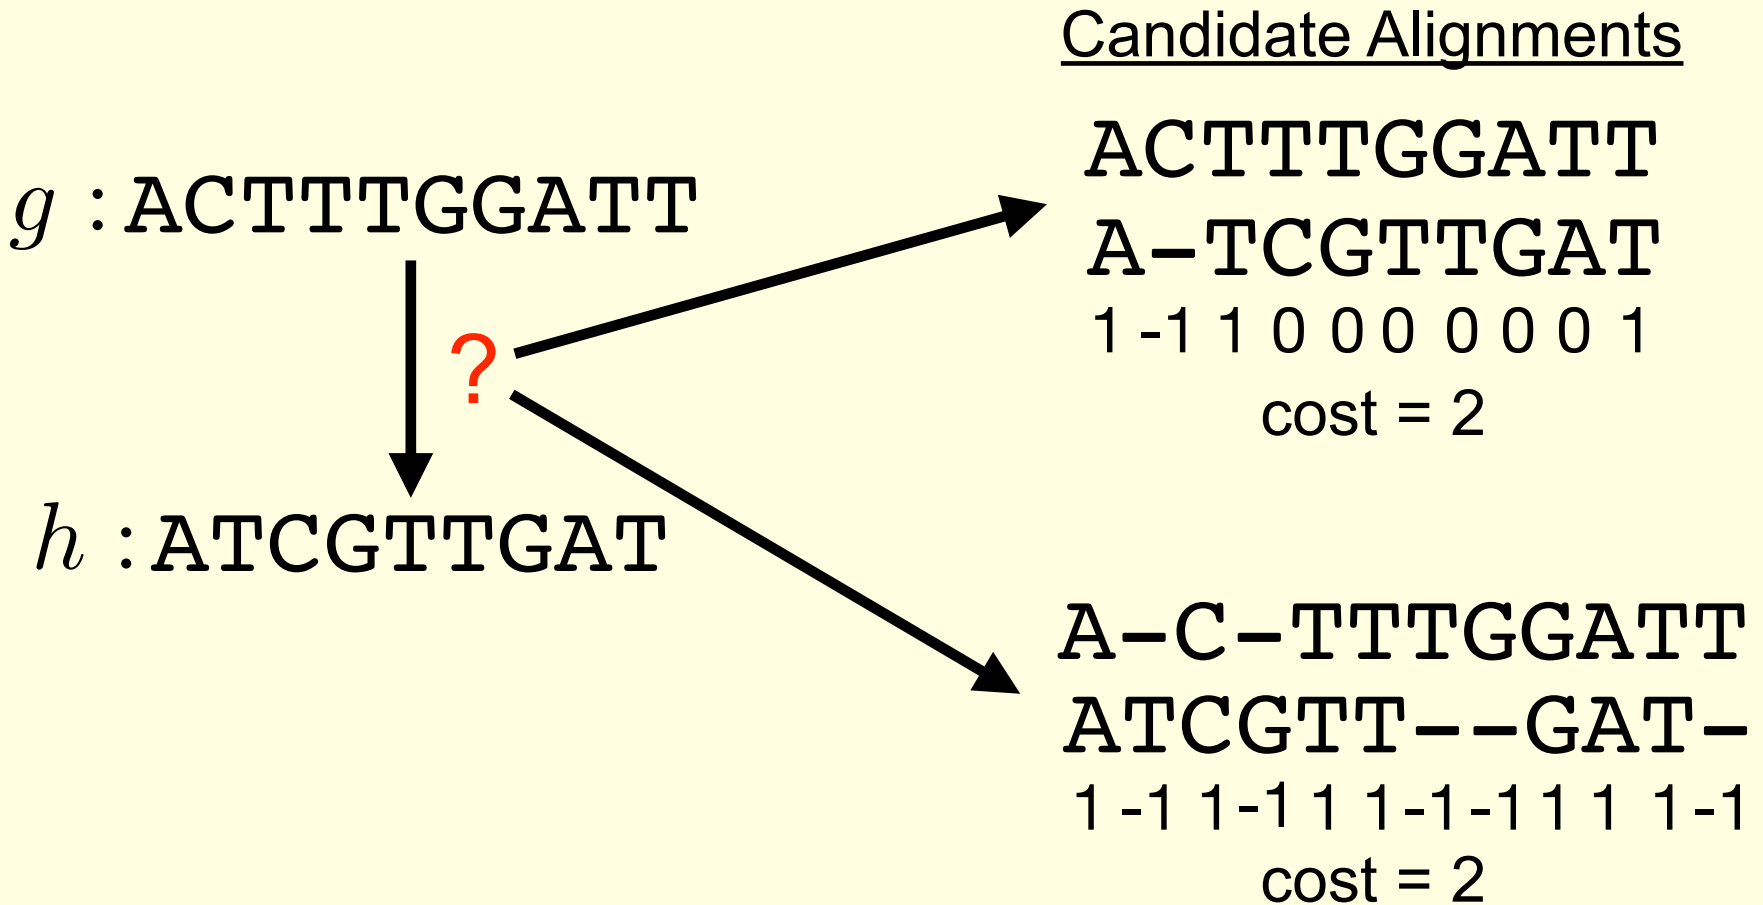 Candidate Alignments
g : ACTTTGGATT
?
h : ATCGTTGAT
ACTTTGGATT
A-TCGTTGAT
1 -1 1 0 0 0 0 0 0 1
cost = 2
A-C-TTTGGATT
ATCGTT--GAT-
1 -1 1 -1 1 1 -1 -1 1 1 1 -1
cost = 2